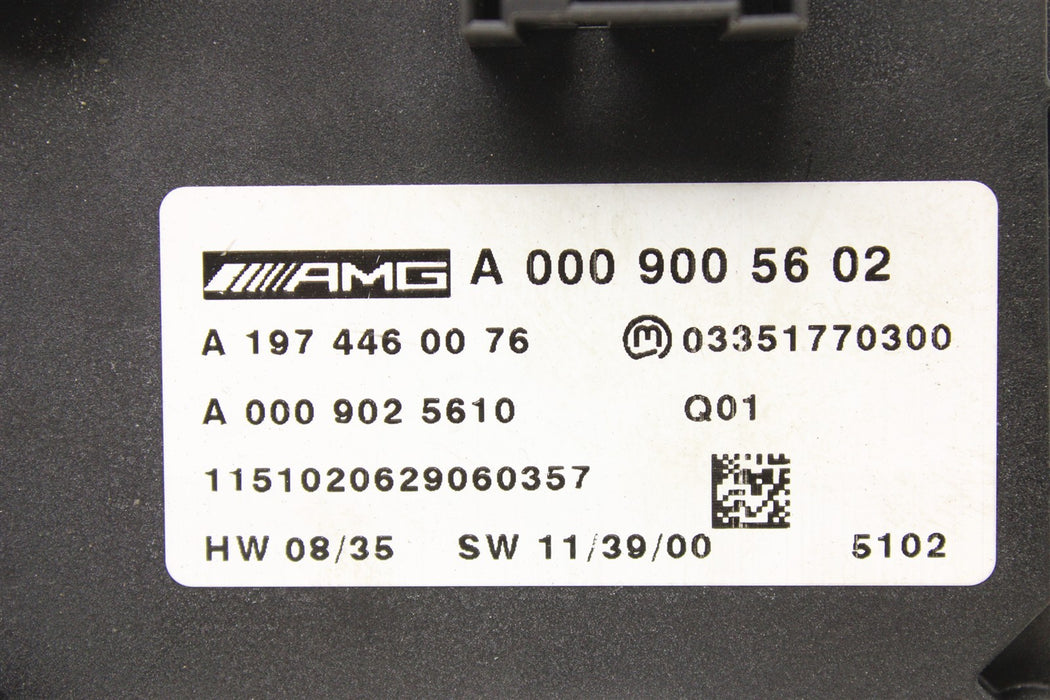 AMG A 000 900 56 02
A 197 446 00 76 m 03351770300
A 000 902 5610 Q01
1151020629060357
HW 08/35 SW 11/39/00 5102